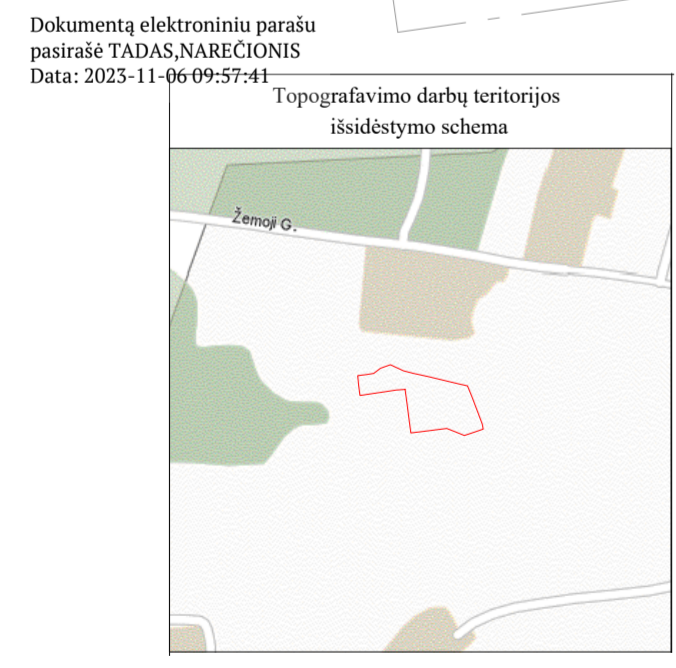 Dokumentą elektroniniu parašu
pasirašė TADAS,NAREČIONIS
Data: 2023-11-06 09:57:41
Topografavimo darbų teritorijos
išsidėstymo schema
Žemoji G.